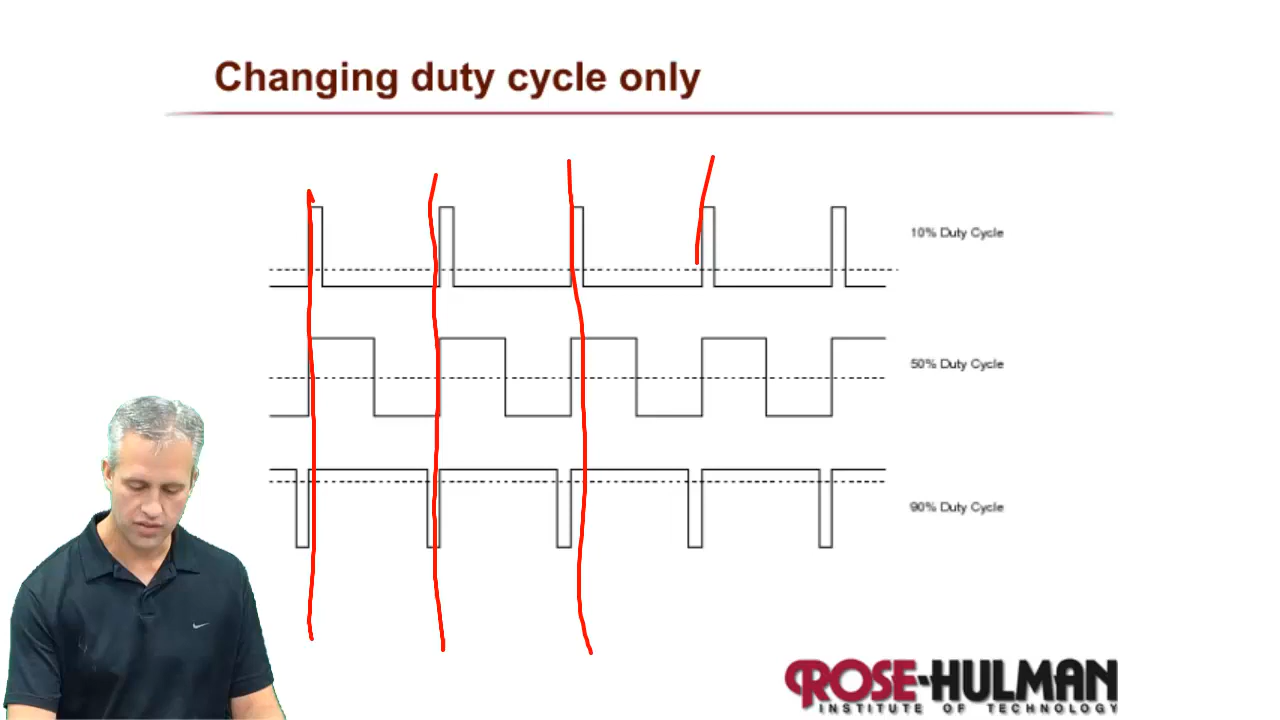 Changing duty cycle only
10% Duty Cycle
50% Duty Cycle
90% Duty Cycle
ROSE-HULMAN
INSTITUTE OF TECHNOLOGY